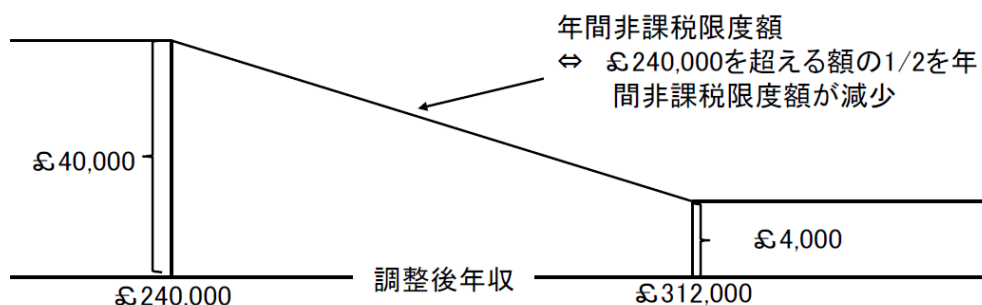 年間非課税限度額
⇔ £240,000を超える額の1/2を年
間非課税限度額が減少
£40,000
£4,000
調整後年収
£240,000
£312,000